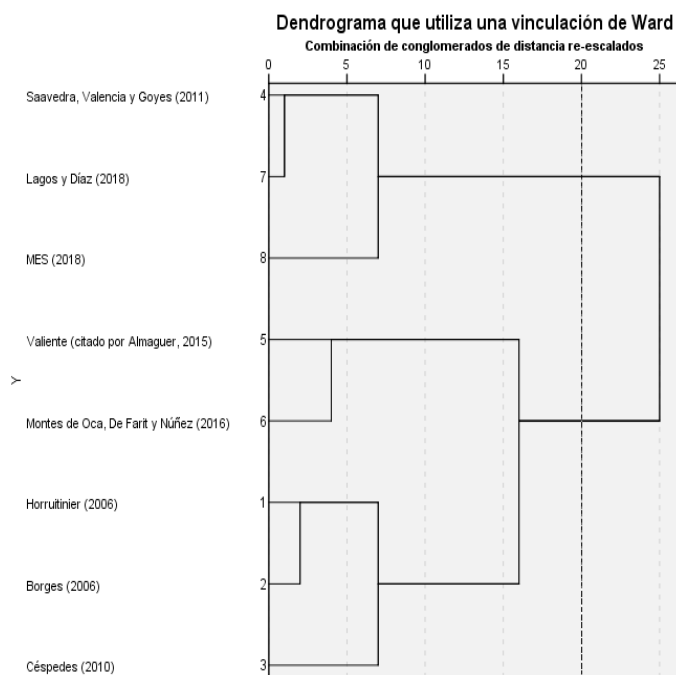 Dendrograma que utiliza una vinculación de Ward
Combinación de conglomerados de distancia re-escalados
0 5 10 15 20 25
Saavedra, Valencia y Goyes (2011) 4
Lagos y Díaz (2018) 7
MES (2018) 8
Valiente (citado por Almaguer, 2015) 5
Y
Montes de Oca, De Farit y Núñez (2016) 6
Horruitinier (2006) 1
Borges (2006) 2
Céspedes (2010) 3